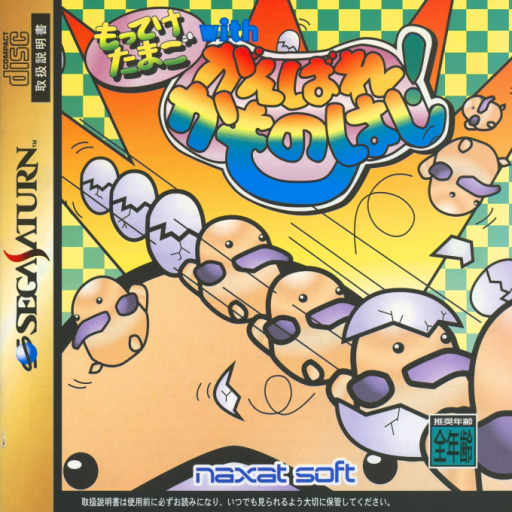 COMPACT
disc
取扱説明書
SEGA SATURN™
もってけ
たまご
with
がんばれ
かものはし!
推奨年齢
全年齢
naxat soft
取扱説明書は使用前に必ずお読みになり、いつでも見られるよう大切に保管してください。